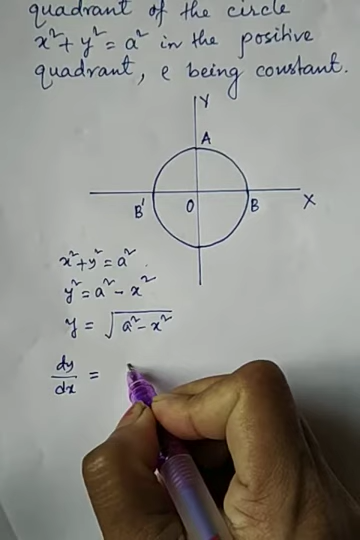 quadrant of the circle
x² + y² = a² in the positive
quadrant, e being constant.
Y
A
B' O B X
x² + y² = a².
y² = a² - x²
y = √(a² - x²)
dy/dx =